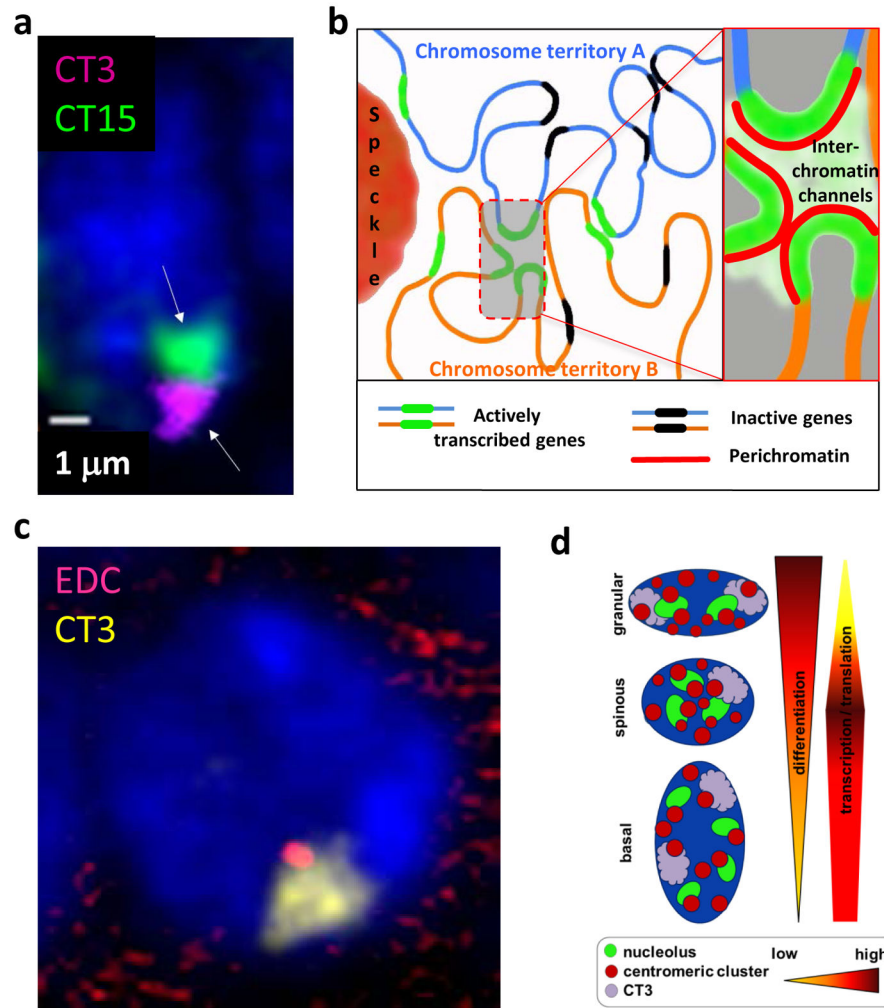 a
CT3
CT15
1 μm
b
Chromosome territory A
Speckle
Inter-
chromatin
channels
Chromosome territory B
Actively
transcribed genes
Inactive genes
Perichromatin
c
EDC
CT3
d
granular
spinous
basal
differentiation
transcription / translation
nucleolus
centromeric cluster
CT3
low
high